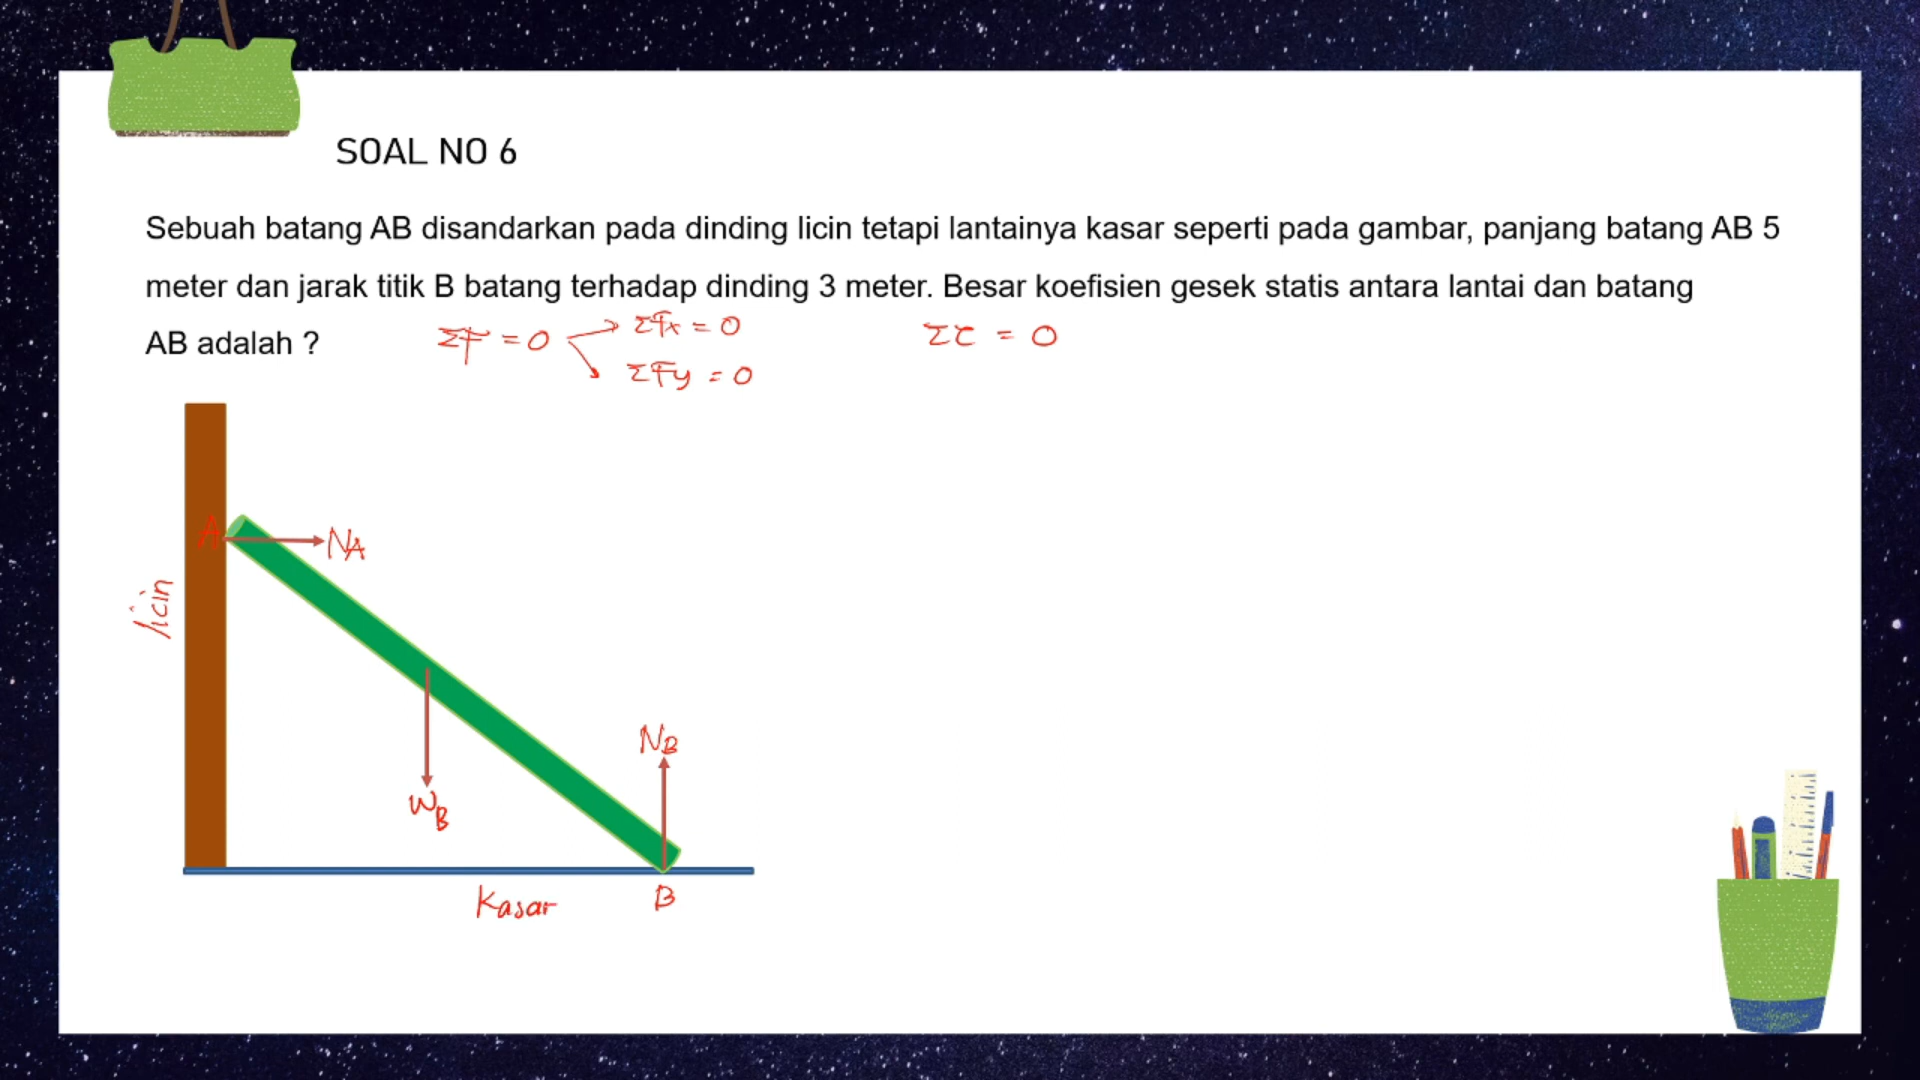 SOAL NO 6
Sebuah batang AB disandarkan pada dinding licin tetapi lantainya kasar seperti pada gambar, panjang batang AB 5
meter dan jarak titik B batang terhadap dinding 3 meter. Besar koefisien gesek statis antara lantai dan batang
AB adalah ?
ΣF = 0
ΣFx = 0
ΣFy = 0
Στ = 0
A
NA
licin
NB
WB
Kasar
B